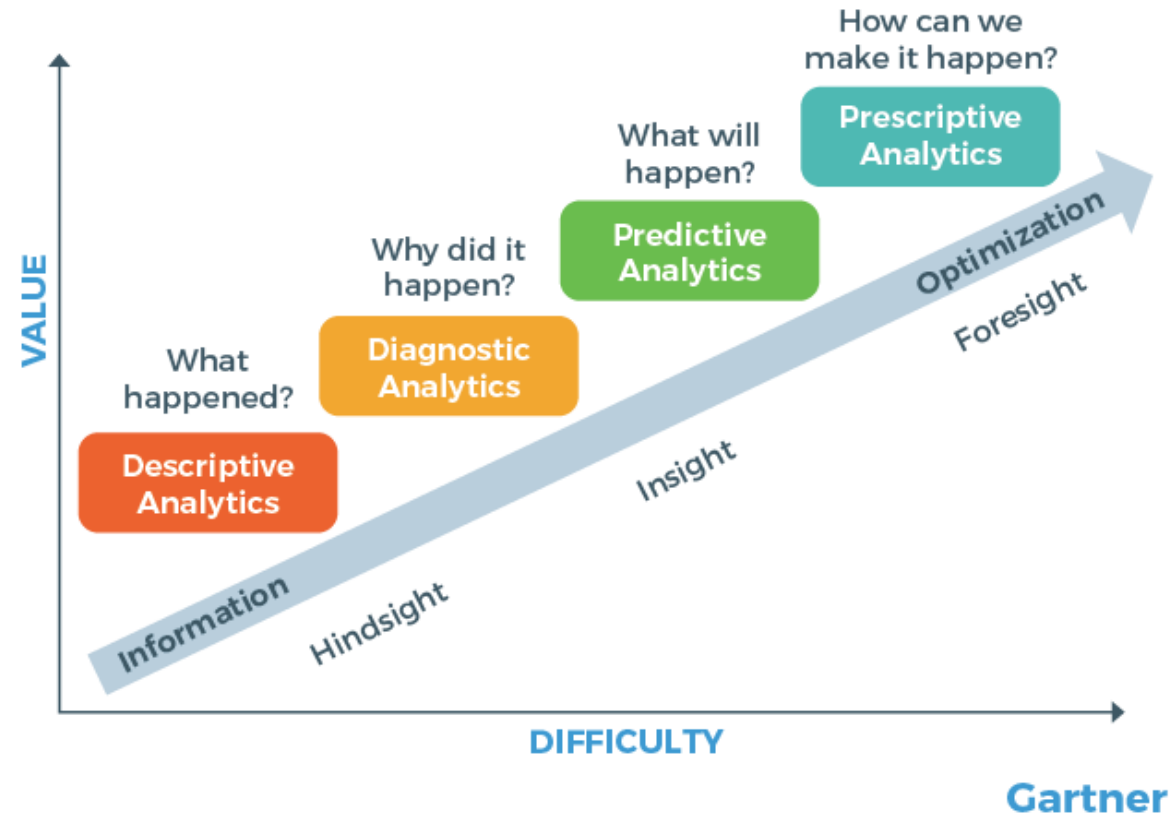 How can we
make it happen?
Prescriptive
Analytics
What will
happen?
Predictive
Analytics
Why did it
happen?
Diagnostic
Analytics
What
happened?
Descriptive
Analytics
VALUE
Information
Optimization
Hindsight
Insight
Foresight
DIFFICULTY
Gartner